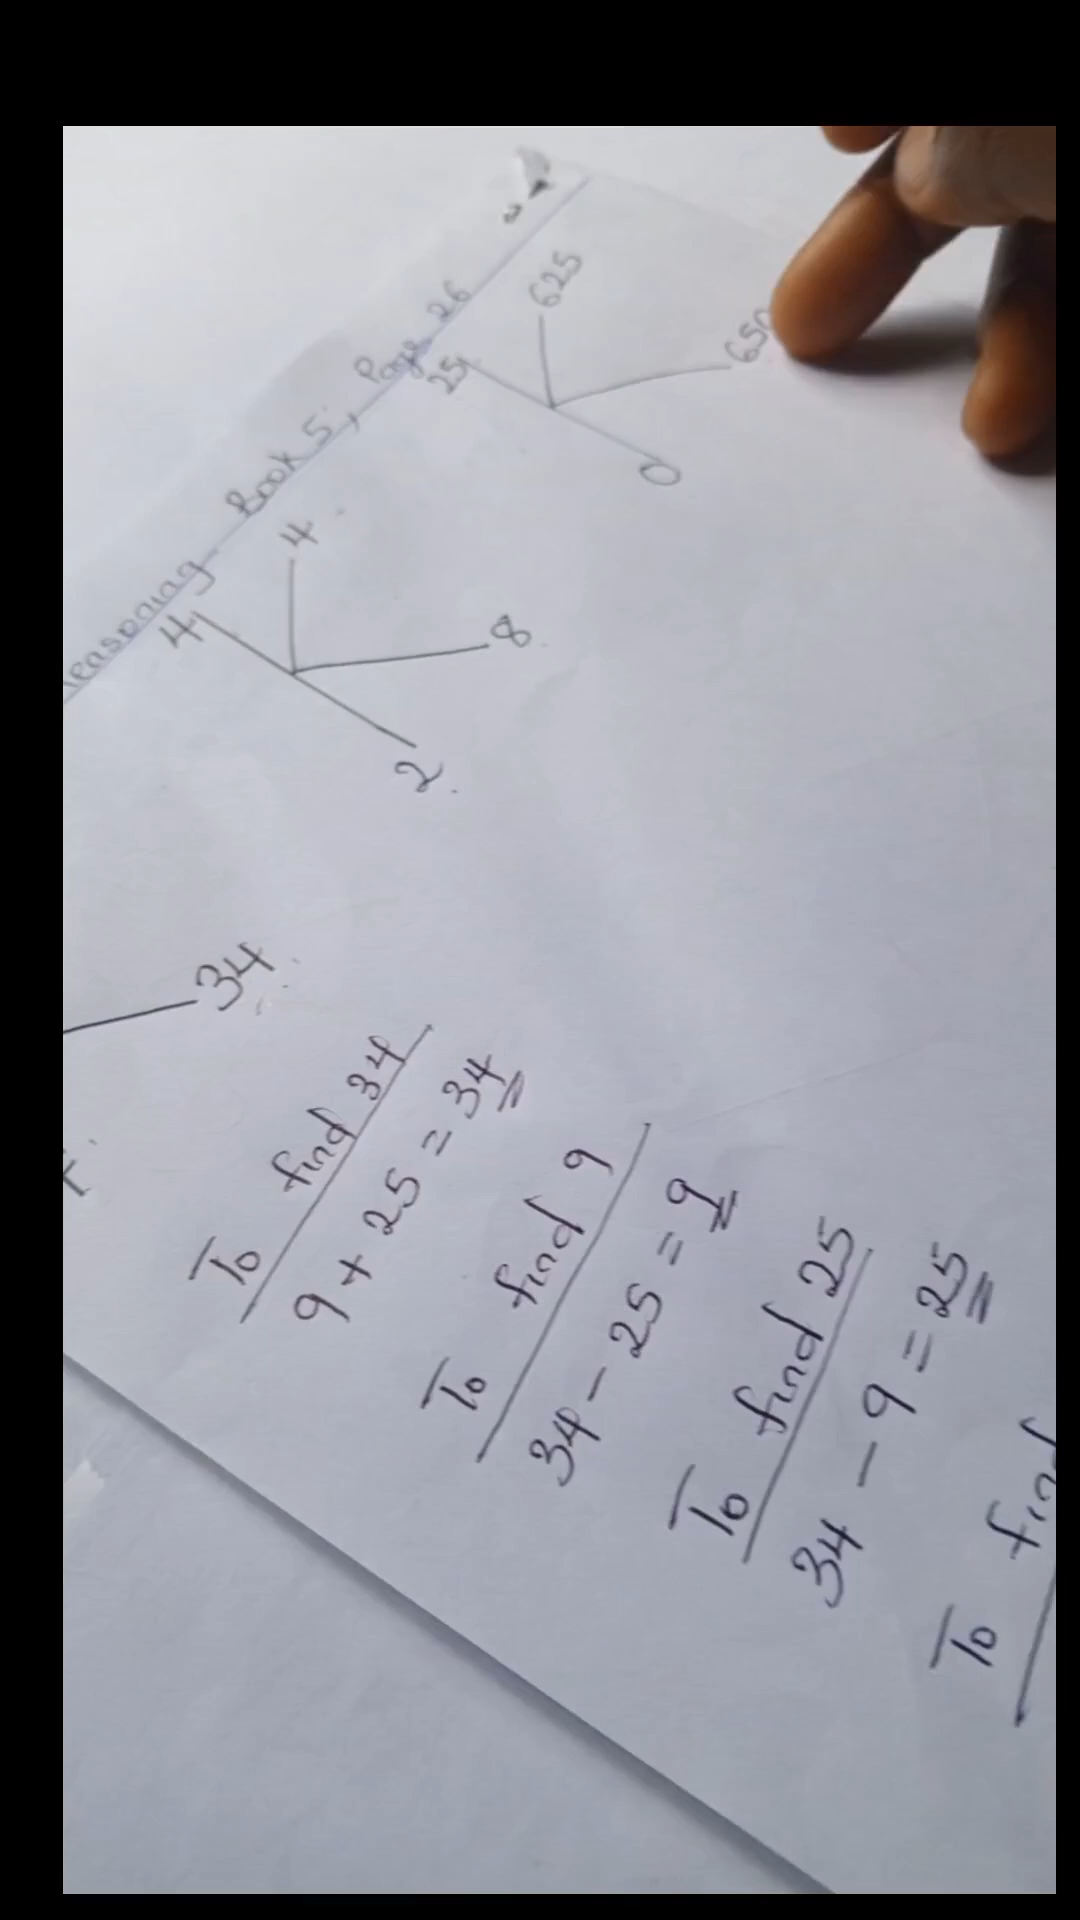 reasoning - Book 5, Page 26
25 625 650 0
4 4 8 2
34
To find 34
9 + 25 = 34
To find 9
34 - 25 = 9
To find 25
34 - 9 = 25
To